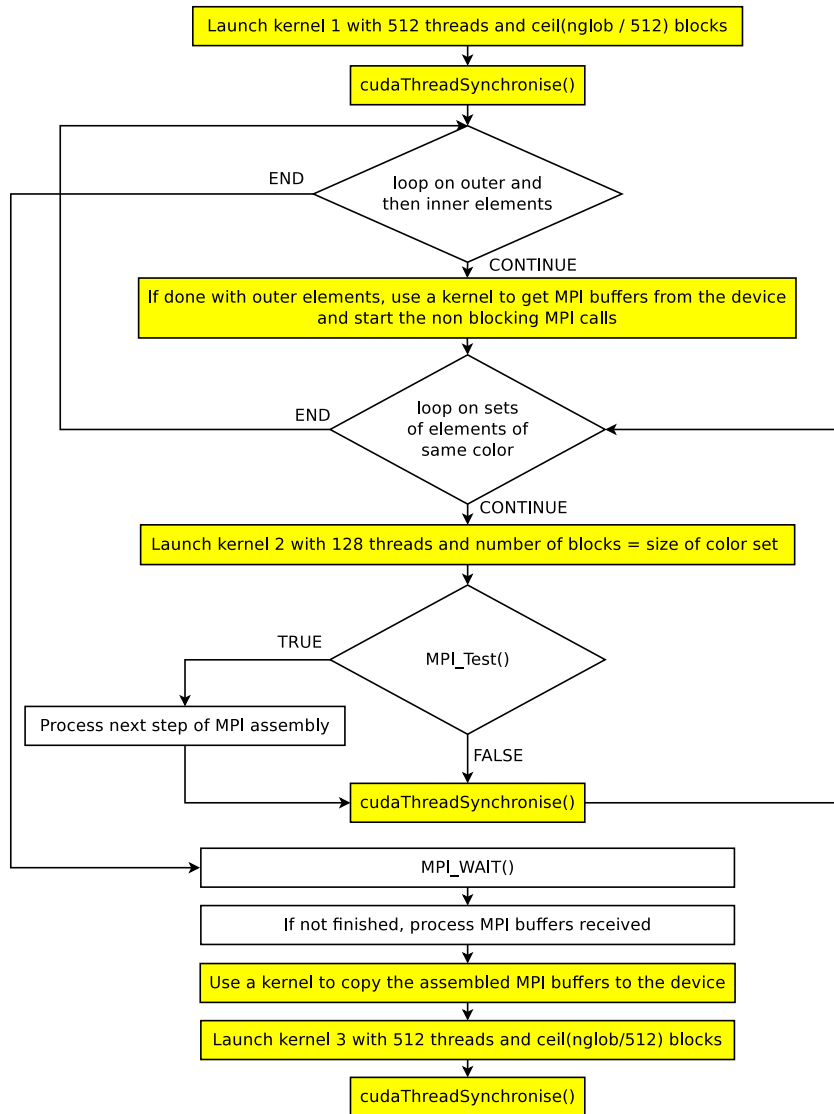 Launch kernel 1 with 512 threads and ceil(nglob / 512) blocks
cudaThreadSynchronise()
END
loop on outer and
then inner elements
CONTINUE
If done with outer elements, use a kernel to get MPI buffers from the device
and start the non blocking MPI calls
END
loop on sets
of elements of
same color
CONTINUE
Launch kernel 2 with 128 threads and number of blocks = size of color set
TRUE
MPI_Test()
Process next step of MPI assembly
FALSE
cudaThreadSynchronise()
MPI_WAIT()
If not finished, process MPI buffers received
Use a kernel to copy the assembled MPI buffers to the device
Launch kernel 3 with 512 threads and ceil(nglob/512) blocks
cudaThreadSynchronise()